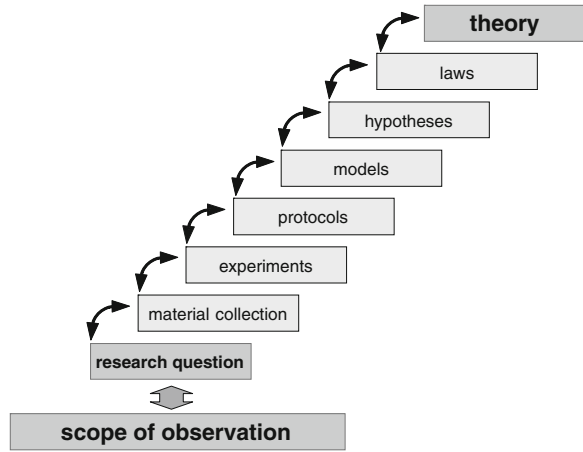 theory
laws
hypotheses
models
protocols
experiments
material collection
research question
scope of observation